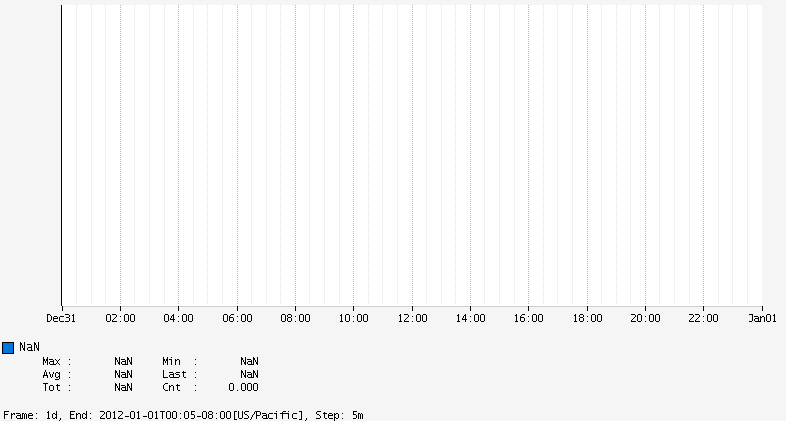 Dec31 02:00 04:00 06:00 08:00 10:00 12:00 14:00 16:00 18:00 20:00 22:00 Jan01
NaN
Max : NaN Min : NaN
Avg : NaN Last : NaN
Tot : NaN Cnt : 0.000
Frame: 1d, End: 2012-01-01T00:05-08:00[US/Pacific], Step: 5m